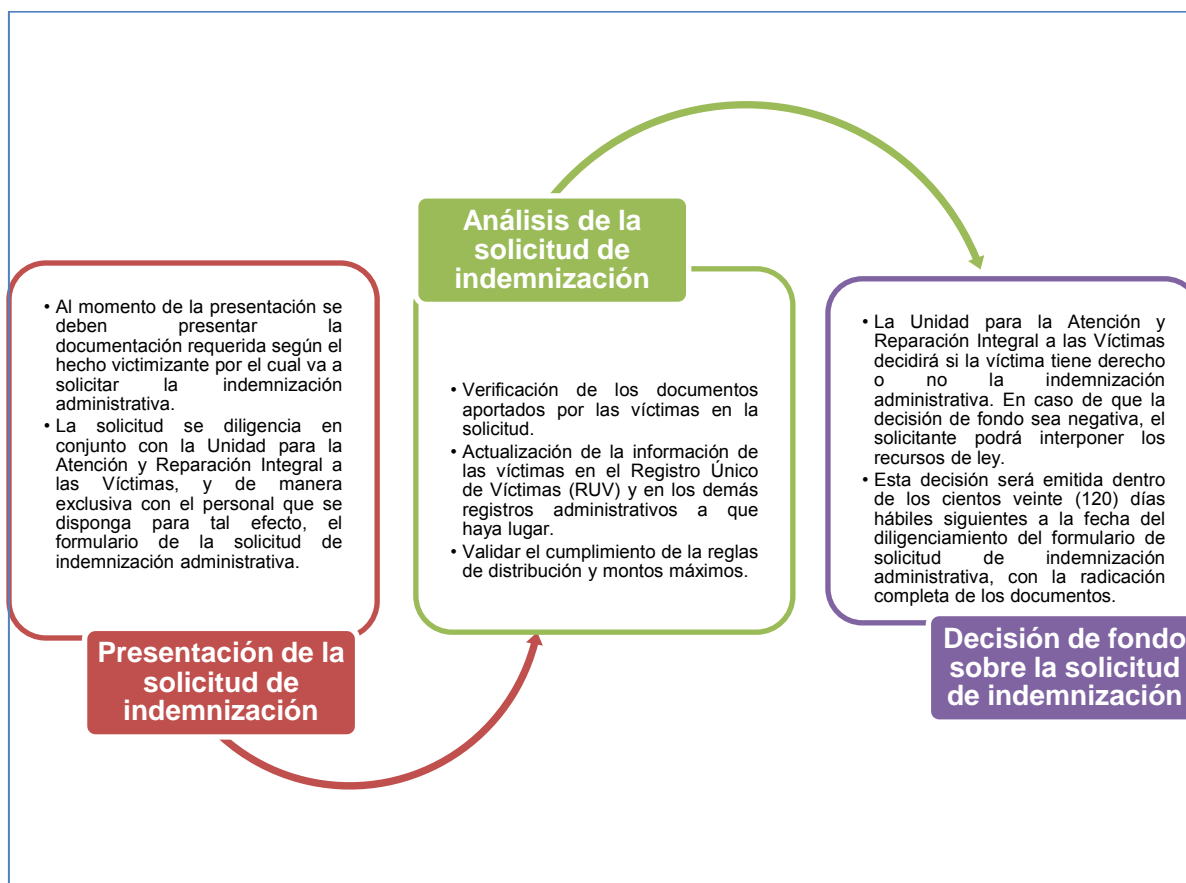 • Al momento de la presentación se
deben presentar la
documentación requerida según el
hecho victimizante por el cual va a
solicitar la indemnización
administrativa.
• La solicitud se diligencia en
conjunto con la Unidad para la
Atención y Reparación Integral a
las Víctimas, y de manera
exclusiva con el personal que se
disponga para tal efecto, el
formulario de la solicitud de
indemnización administrativa.
Presentación de la
solicitud de
indemnización
Análisis de la
solicitud de
indemnización
• Verificación de los documentos
aportados por las víctimas en la
solicitud.
• Actualización de la información de
las víctimas en el Registro Único
de Víctimas (RUV) y en los demás
registros administrativos a que
haya lugar.
• Validar el cumplimiento de la reglas
de distribución y montos máximos.
• La Unidad para la Atención y
Reparación Integral a las Víctimas
decidirá si la víctima tiene derecho
o no la indemnización
administrativa. En caso de que la
decisión de fondo sea negativa, el
solicitante podrá interponer los
recursos de ley.
• Esta decisión será emitida dentro
de los cientos veinte (120) días
hábiles siguientes a la fecha del
diligenciamiento del formulario de
solicitud de indemnización
administrativa, con la radicación
completa de los documentos.
Decisión de fondo
sobre la solicitud
de indemnización